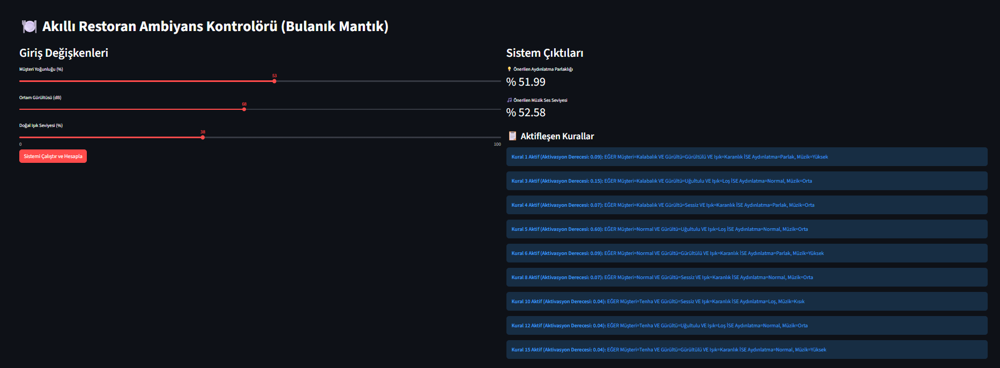 Akıllı Restoran Ambiyans Kontrolörü (Bulanık Mantık)
Giriş Değişkenleri
Müşteri Yoğunluğu (%)
53
Ortam Gürültüsü (dB)
68
Doğal Işık Seviyesi (%)
38
0 100
Sistemi Çalıştır ve Hesapla
Sistem Çıktıları
Önerilen Aydınlatma Parlaklığı
% 51.99
Önerilen Müzik Ses Seviyesi
% 52.58
Aktifleşen Kurallar
Kural 1 Aktif (Aktivasyon Derecesi: 0.09): EĞER Müşteri=Kalabalık VE Gürültü=Gürültülü VE Işık=Karanlık İSE Aydınlatma=Parlak, Müzik=Yüksek
Kural 3 Aktif (Aktivasyon Derecesi: 0.15): EĞER Müşteri=Kalabalık VE Gürültü=Uğultulu VE Işık=Loş İSE Aydınlatma=Normal, Müzik=Orta
Kural 4 Aktif (Aktivasyon Derecesi: 0.07): EĞER Müşteri=Kalabalık VE Gürültü=Sessiz VE Işık=Karanlık İSE Aydınlatma=Parlak, Müzik=Orta
Kural 5 Aktif (Aktivasyon Derecesi: 0.60): EĞER Müşteri=Normal VE Gürültü=Uğultulu VE Işık=Loş İSE Aydınlatma=Normal, Müzik=Orta
Kural 6 Aktif (Aktivasyon Derecesi: 0.09): EĞER Müşteri=Normal VE Gürültü=Gürültülü VE Işık=Karanlık İSE Aydınlatma=Parlak, Müzik=Yüksek
Kural 8 Aktif (Aktivasyon Derecesi: 0.07): EĞER Müşteri=Normal VE Gürültü=Sessiz VE Işık=Karanlık İSE Aydınlatma=Normal, Müzik=Orta
Kural 10 Aktif (Aktivasyon Derecesi: 0.04): EĞER Müşteri=Tenha VE Gürültü=Sessiz VE Işık=Karanlık İSE Aydınlatma=Loş, Müzik=Kısık
Kural 12 Aktif (Aktivasyon Derecesi: 0.04): EĞER Müşteri=Tenha VE Gürültü=Uğultulu VE Işık=Loş İSE Aydınlatma=Normal, Müzik=Orta
Kural 15 Aktif (Aktivasyon Derecesi: 0.04): EĞER Müşteri=Tenha VE Gürültü=Gürültülü VE Işık=Karanlık İSE Aydınlatma=Normal, Müzik=Yüksek